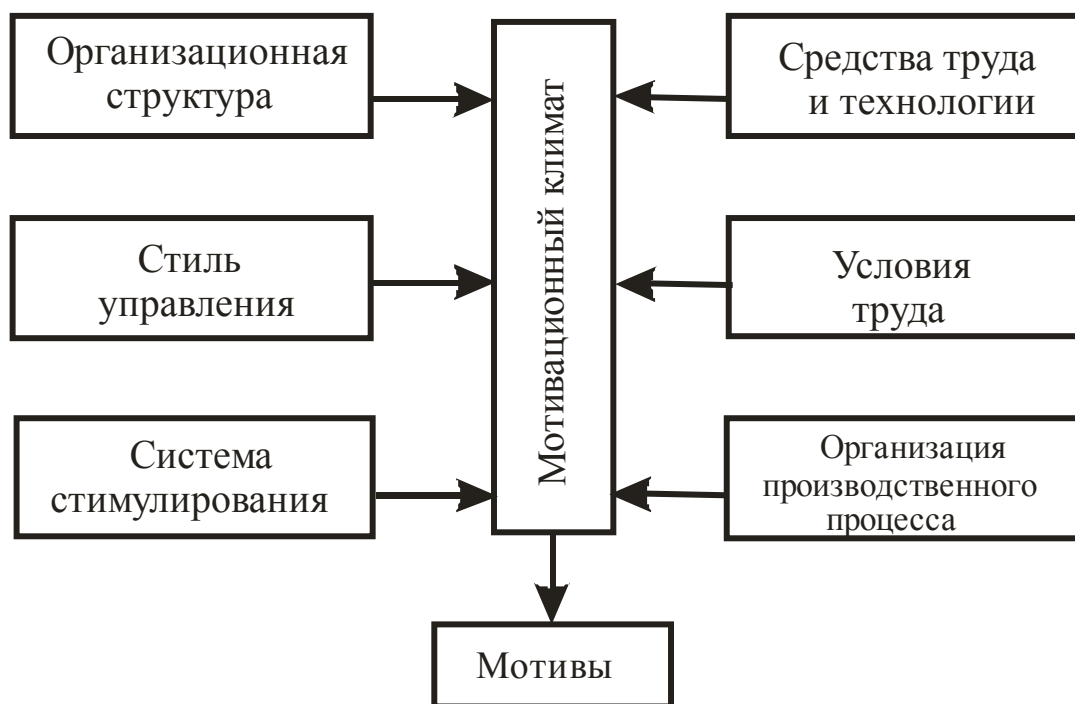 Организационная
структура
Средства труда
и технологии
Мотивационный климат
Стиль
управления
Условия
труда
Система
стимулирования
Организация
производственного
процесса
Мотивы